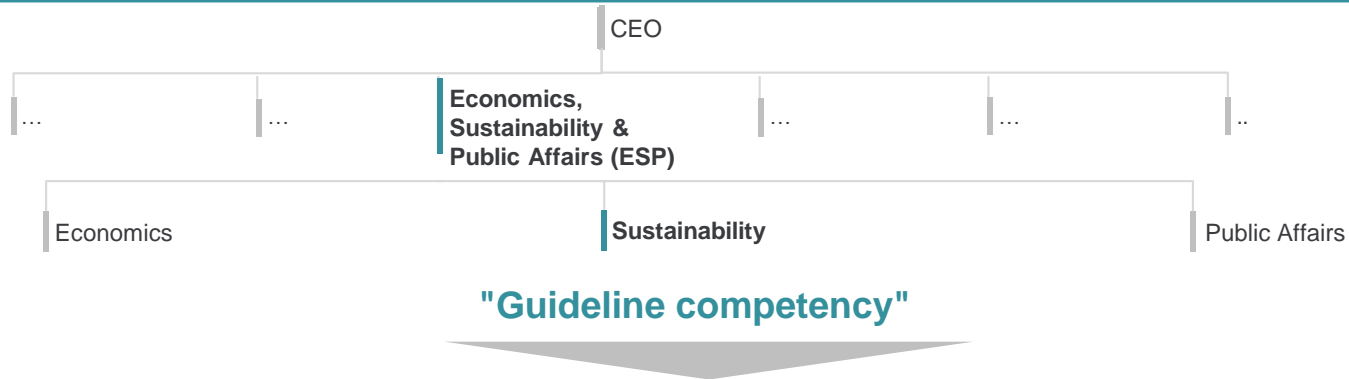 CEO
…
…
Economics,
Sustainability &
Public Affairs (ESP)
…
…
..
Economics
Sustainability
Public Affairs
"Guideline competency"